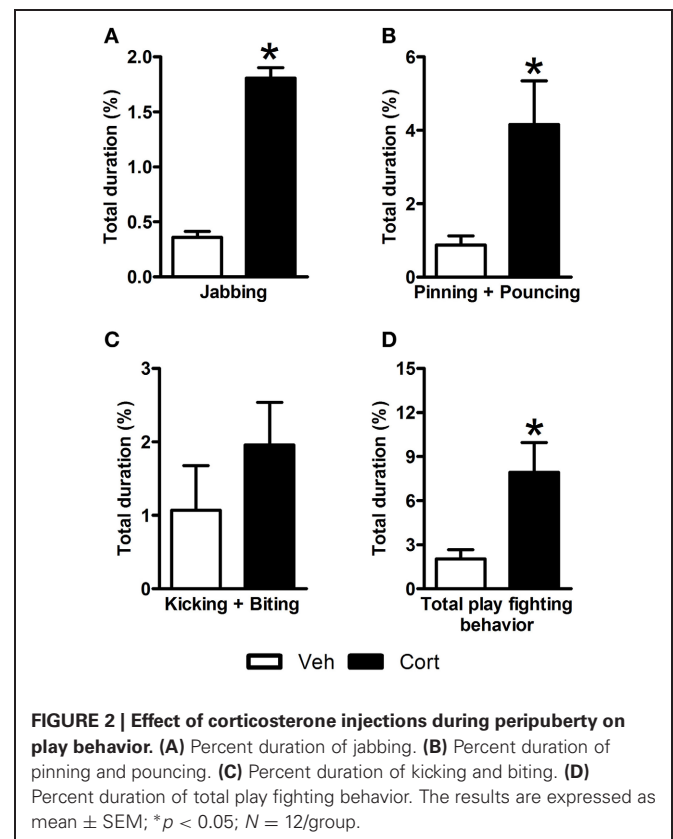 A
*
2.0
1.5
1.0
0.5
0.0
Total duration (%)
Jabbing
B
*
6
4
2
0
Total duration (%)
Pinning + Pouncing
C
3
2
1
0
Total duration (%)
Kicking + Biting
D
*
15
12
9
6
3
0
Total duration (%)
Total play fighting
behavior
Veh Cort
FIGURE 2 | Effect of corticosterone injections during peripuberty on
play behavior. (A) Percent duration of jabbing. (B) Percent duration of
pinning and pouncing. (C) Percent duration of kicking and biting. (D)
Percent duration of total play fighting behavior. The results are expressed as
mean ± SEM; *p < 0.05; N = 12/group.